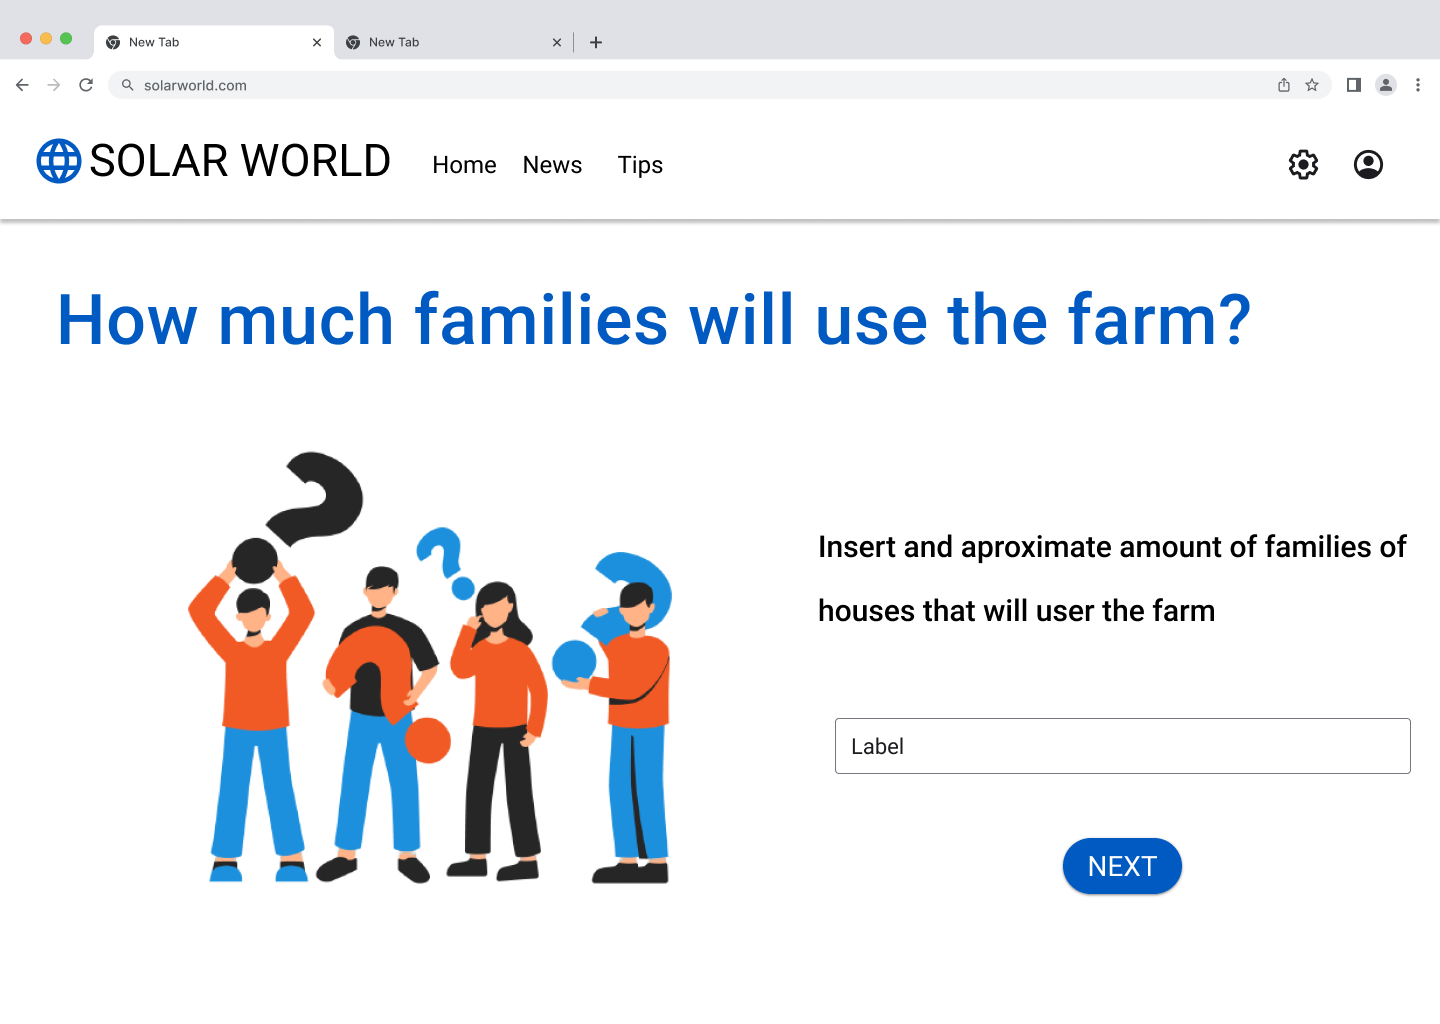 New Tab
New Tab
solarworld.com
SOLAR WORLD Home News Tips
How much families will use the farm?
Insert and aproximate amount of families of
houses that will user the farm
Label
NEXT